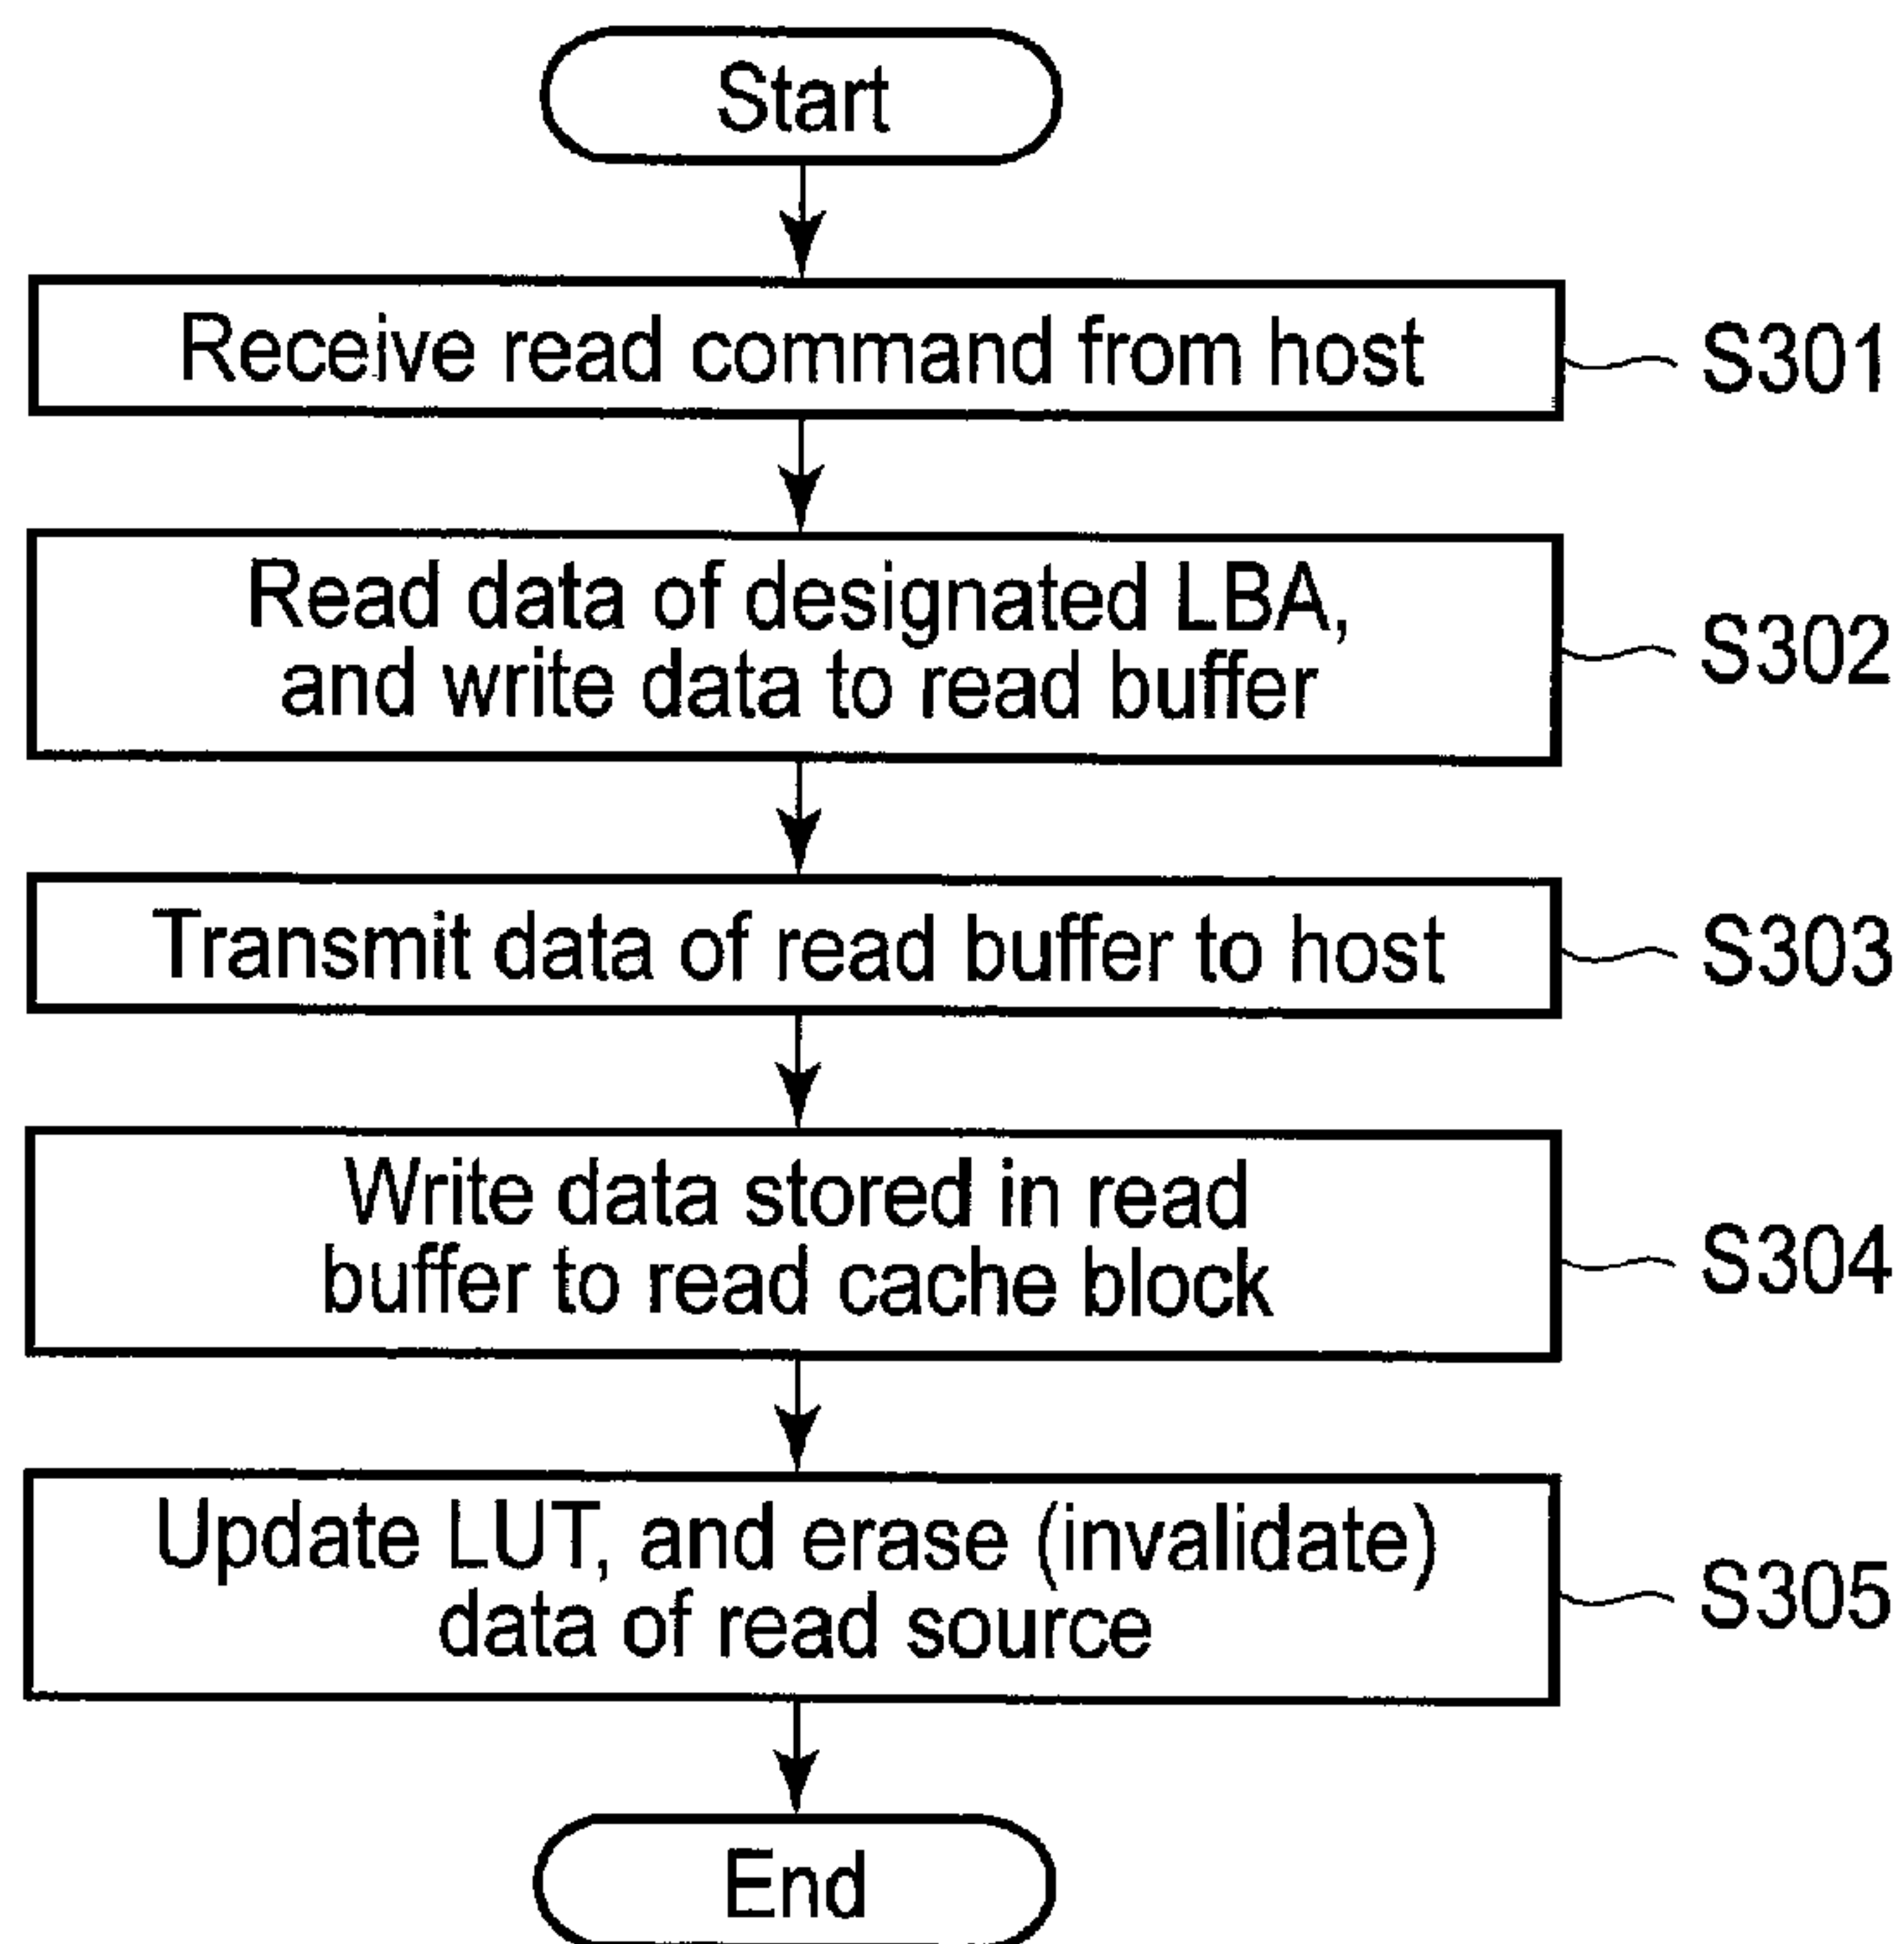 Start
Receive read command from host
S301
Read data of designated LBA,
and write data to read buffer
S302
Transmit data of read buffer to host
S303
Write data stored in read
buffer to read cache block
S304
Update LUT, and erase (invalidate)
data of read source
S305
End